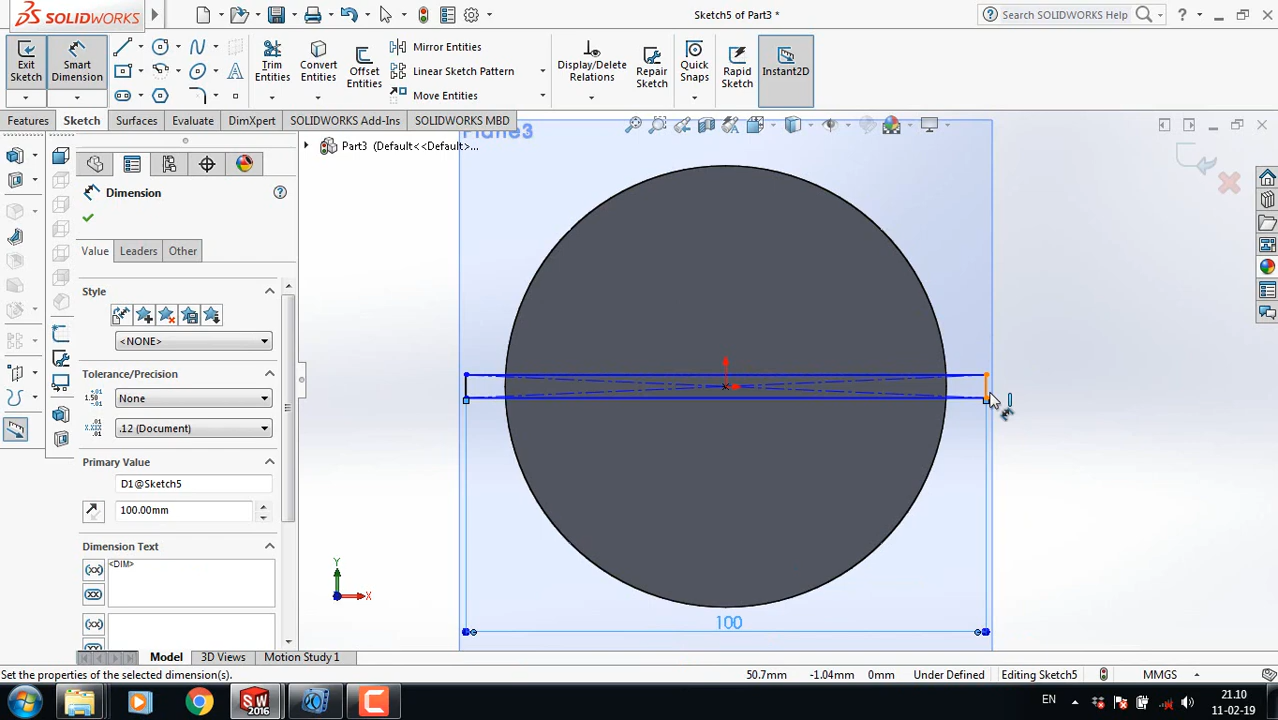 SOLIDWORKS
Sketch5 of Part3 *
Search SOLIDWORKS Help
Exit Sketch
Smart Dimension
Trim Entities
Convert Entities
Offset Entities
Mirror Entities
Linear Sketch Pattern
Move Entities
Display/Delete Relations
Repair Sketch
Quick Snaps
Rapid Sketch
Instant2D
Features Sketch Surfaces Evaluate DimXpert SOLIDWORKS Add-Ins SOLIDWORKS MBD
Plane3
Part3 (Default<<Default>...
Dimension
Value Leaders Other
Style
<NONE>
Tolerance/Precision
None
.12 (Document)
Primary Value
D1@Sketch5
100.00mm
Dimension Text
<DIM>
100
Y
X
Model 3D Views Motion Study 1
Set the properties of the selected dimension(s).
50.7mm -1.04mm 0mm Under Defined Editing Sketch5 MMGS
EN
21.10
11-02-19
SW
2016